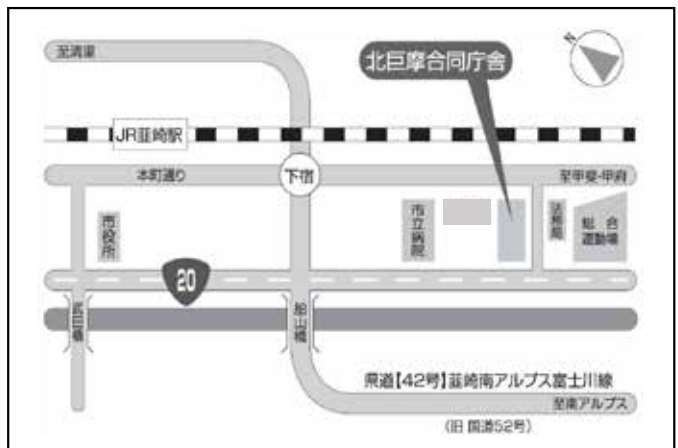 至清里
北巨摩合同庁舎
N
JR韮崎駅
本町通り
下宿
至甲斐・甲府
市役所
市立病院
法務局
総合
運動場
20
武田橋
船山橋
県道【42号】韮崎南アルプス富士川線
至南アルプス
(旧 国道52号)